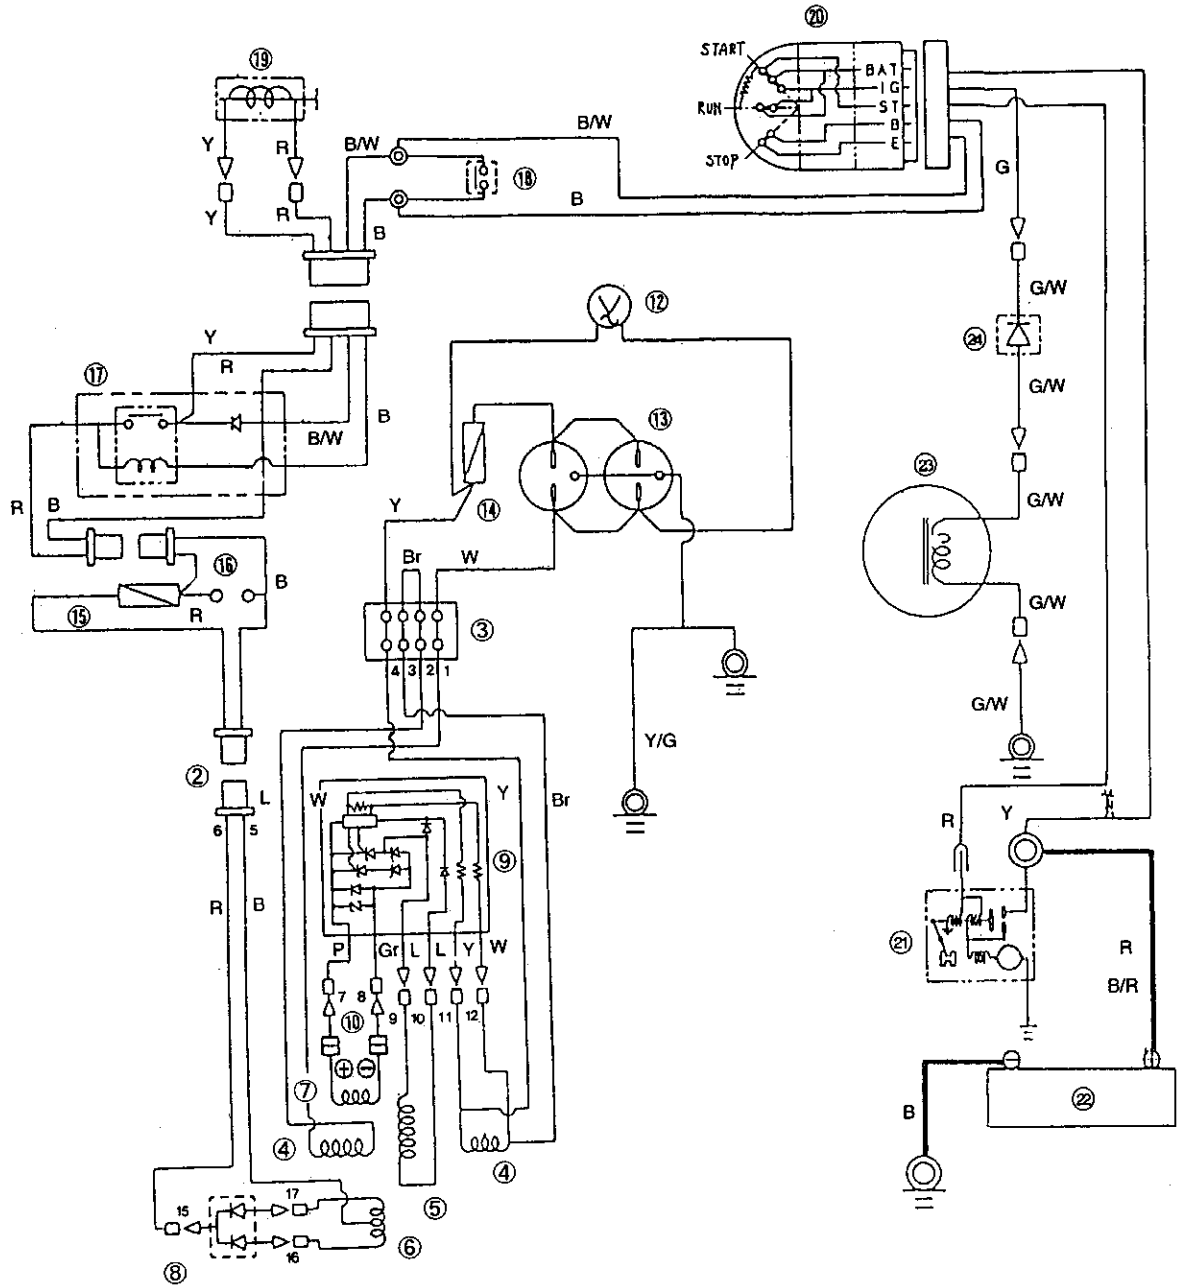 ⑳
START
BAT
IG
RUN
ST
B
STOP
E
⑲
Y
R
B/W
B/W
⑱
B
G
Y
R
B
⑫
G/W
㉔
Y
R
⑰
G/W
B
B/W
⑬
㉓
R
B
Y
⑭
G/W
Br
W
⑯
B
⑮
R
G/W
③
4
3
2
1
G/W
Y/G
②
L
W
Y
Br
6
5
R
Y
⑨
R
B
P
Gr
L
L
Y
W
㉑
R
B/R
7
8
⑩
9
10
11
12
+
−
⑦
B
㉒
④
④
⑤
17
15
⑥
16
⑧